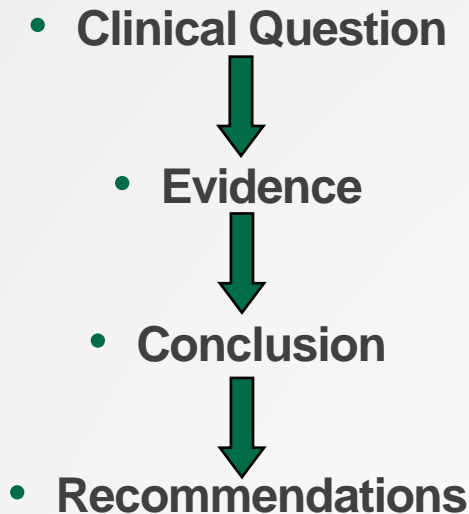 • Clinical Question
• Evidence
• Conclusion
• Recommendations